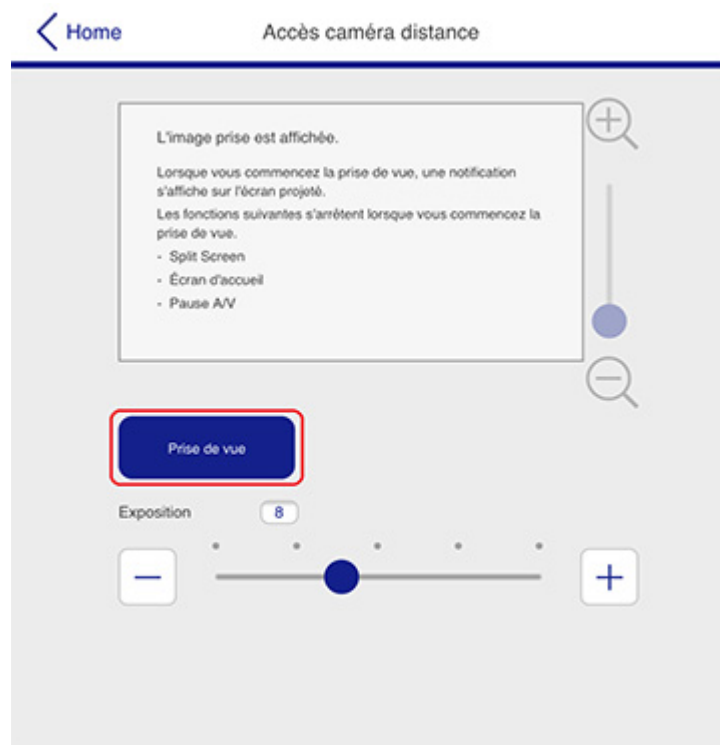 Home
Accès caméra distance
L'image prise est affichée.
Lorsque vous commencez la prise de vue, une notification
s'affiche sur l'écran projeté.
Les fonctions suivantes s'arrêtent lorsque vous commencez la
prise de vue.
- Split Screen
- Écran d'accueil
- Pause A/V
Prise de vue
Exposition 8